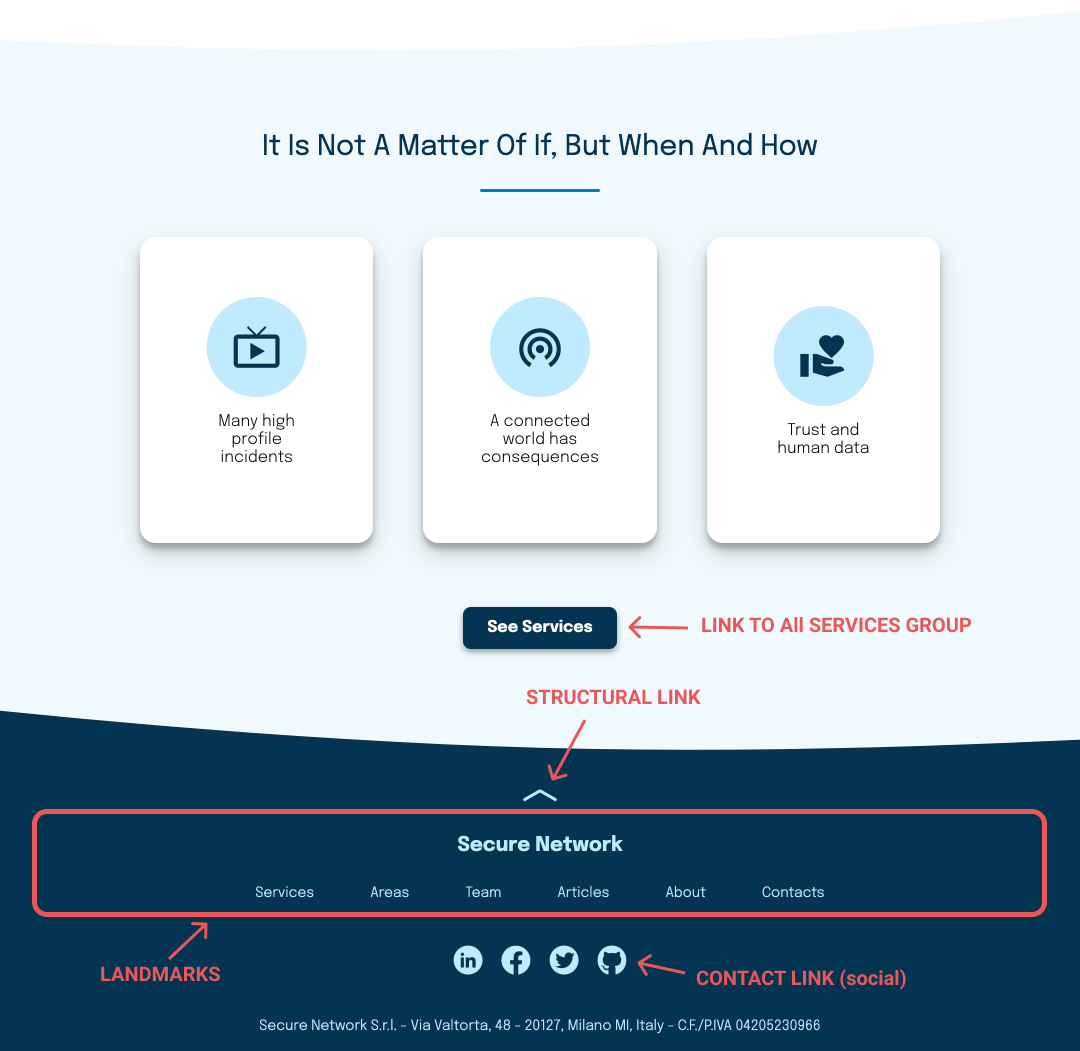 It Is Not A Matter Of If, But When And How
Many high
profile
incidents
A connected
world has
consequences
Trust and
human data
See Services
LINK TO All SERVICES GROUP
STRUCTURAL LINK
Secure Network
Services Areas Team Articles About Contacts
LANDMARKS
in
CONTACT LINK (social)
Secure Network S.r.l. - Via Valtorta, 48 - 20127, Milano MI, Italy - C.F./P.IVA 04205230966